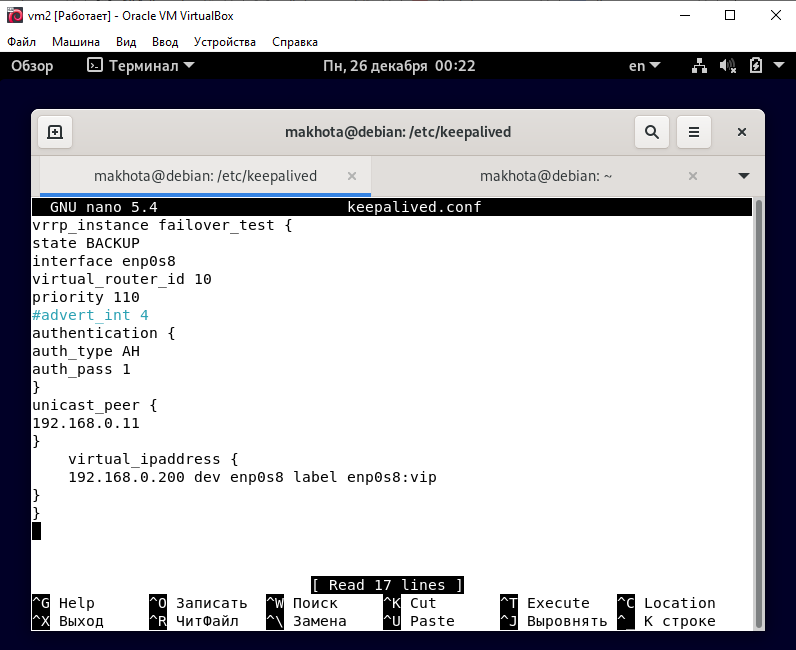 vm2 [Работает] - Oracle VM VirtualBox
Файл Машина Вид Ввод Устройства Справка
Обзор Терминал Пн, 26 декабря 00:22 en
makhota@debian: /etc/keepalived
makhota@debian: /etc/keepalived × makhota@debian: ~ ×
GNU nano 5.4 keepalived.conf
vrrp_instance failover_test {
state BACKUP
interface enp0s8
virtual_router_id 10
priority 110
#advert_int 4
authentication {
auth_type AH
auth_pass 1
}
unicast_peer {
192.168.0.11
}
    virtual_ipaddress {
    192.168.0.200 dev enp0s8 label enp0s8:vip
}
}
[ Read 17 lines ]
^G Help ^O Записать ^W Поиск ^K Cut ^T Execute ^C Location
^X Выход ^R ЧитФайл ^\ Замена ^U Paste ^J Выровнять ^_ К строке